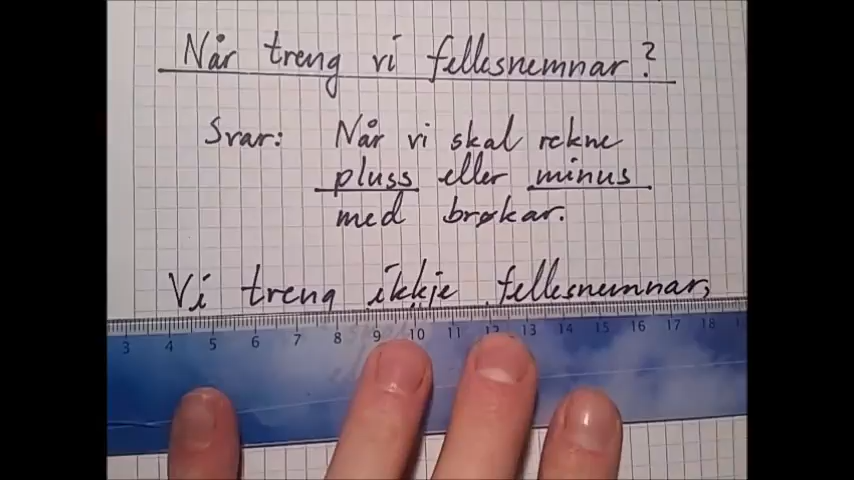 Når treng vi fellesnemnar?
Svar: Når vi skal rekne
pluss eller minus
med brøkar.
Vi treng ikkje fellesnemnar,
3 4 5 6 7 8 9 10 11 12 13 14 15 16 17 18